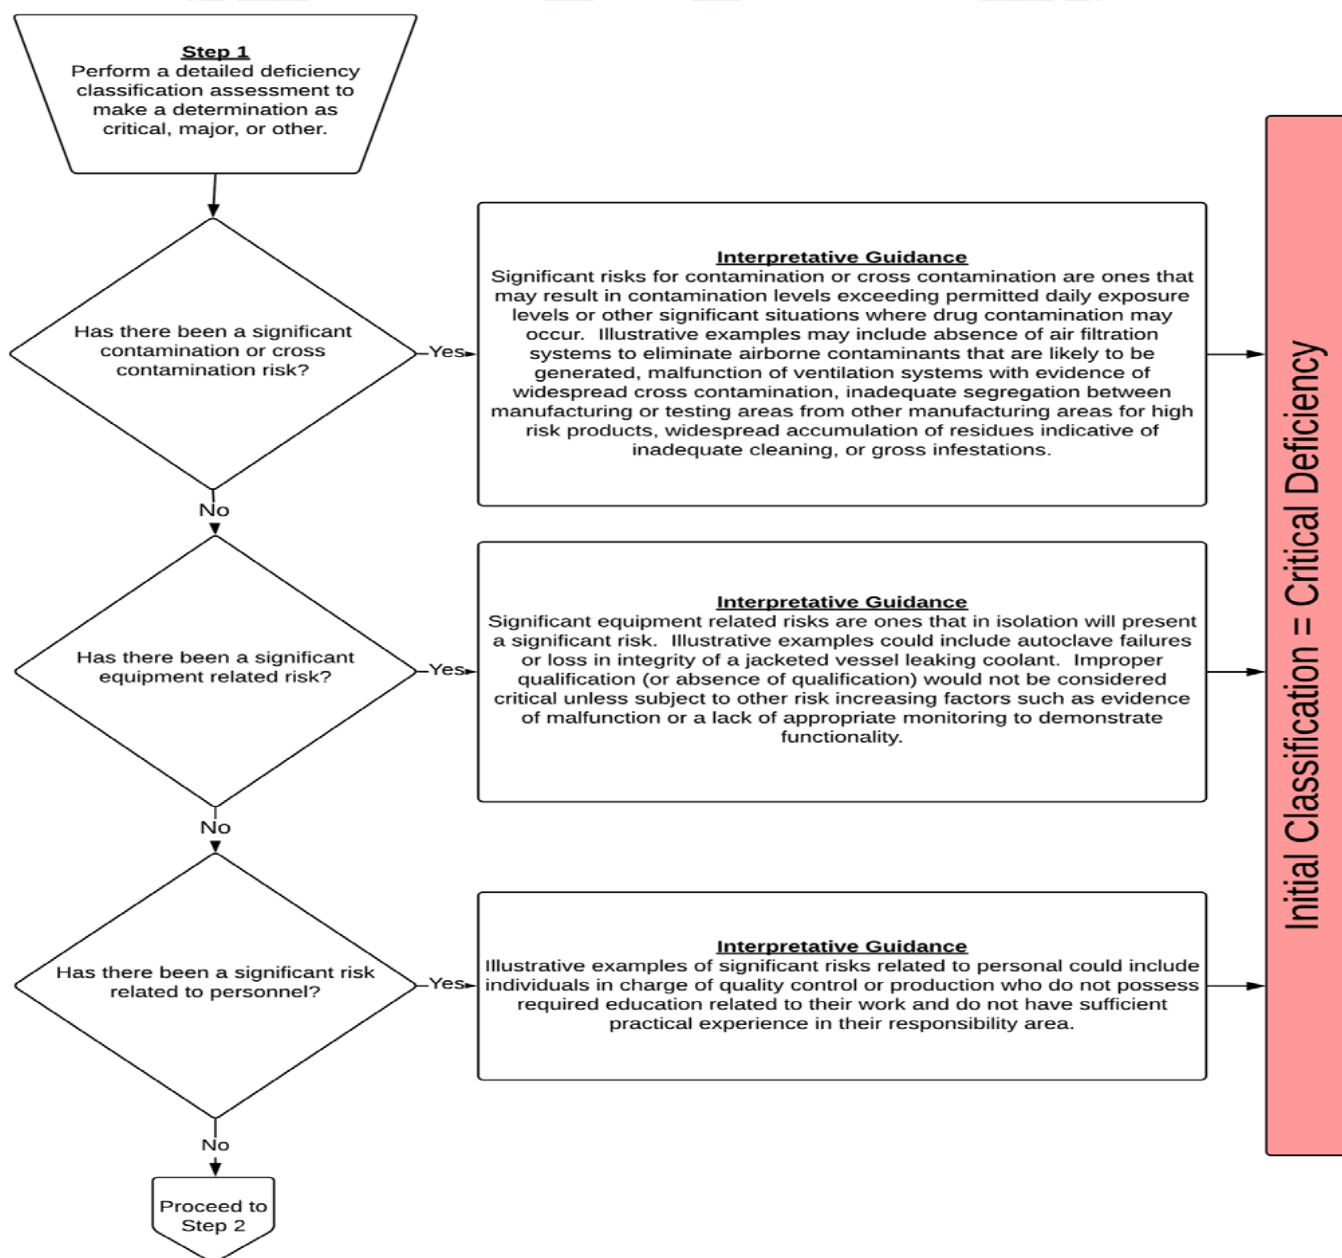 Step 1
Perform a detailed deficiency
classification assessment to
make a determination as
critical, major, or other.
Has there been a significant
contamination or cross
contamination risk?
Yes
Interpretative Guidance
Significant risks for contamination or cross contamination are ones that
may result in contamination levels exceeding permitted daily exposure
levels or other significant situations where drug contamination may
occur.  Illustrative examples may include absence of air filtration
systems to eliminate airborne contaminants that are likely to be
generated, malfunction of ventilation systems with evidence of
widespread cross contamination, inadequate segregation between
manufacturing or testing areas from other manufacturing areas for high
risk products, widespread accumulation of residues indicative of
inadequate cleaning, or gross infestations.
No
Has there been a significant
equipment related risk?
Yes
Interpretative Guidance
Significant equipment related risks are ones that in isolation will present
a significant risk.  Illustrative examples could include autoclave failures
or loss in integrity of a jacketed vessel leaking coolant.  Improper
qualification (or absence of qualification) would not be considered
critical unless subject to other risk increasing factors such as evidence
of malfunction or a lack of appropriate monitoring to demonstrate
functionality.
No
Has there been a significant risk
related to personnel?
Yes
Interpretative Guidance
Illustrative examples of significant risks related to personal could include
individuals in charge of quality control or production who do not possess
required education related to their work and do not have sufficient
practical experience in their responsibility area.
No
Proceed to
Step 2
Initial Classification = Critical Deficiency